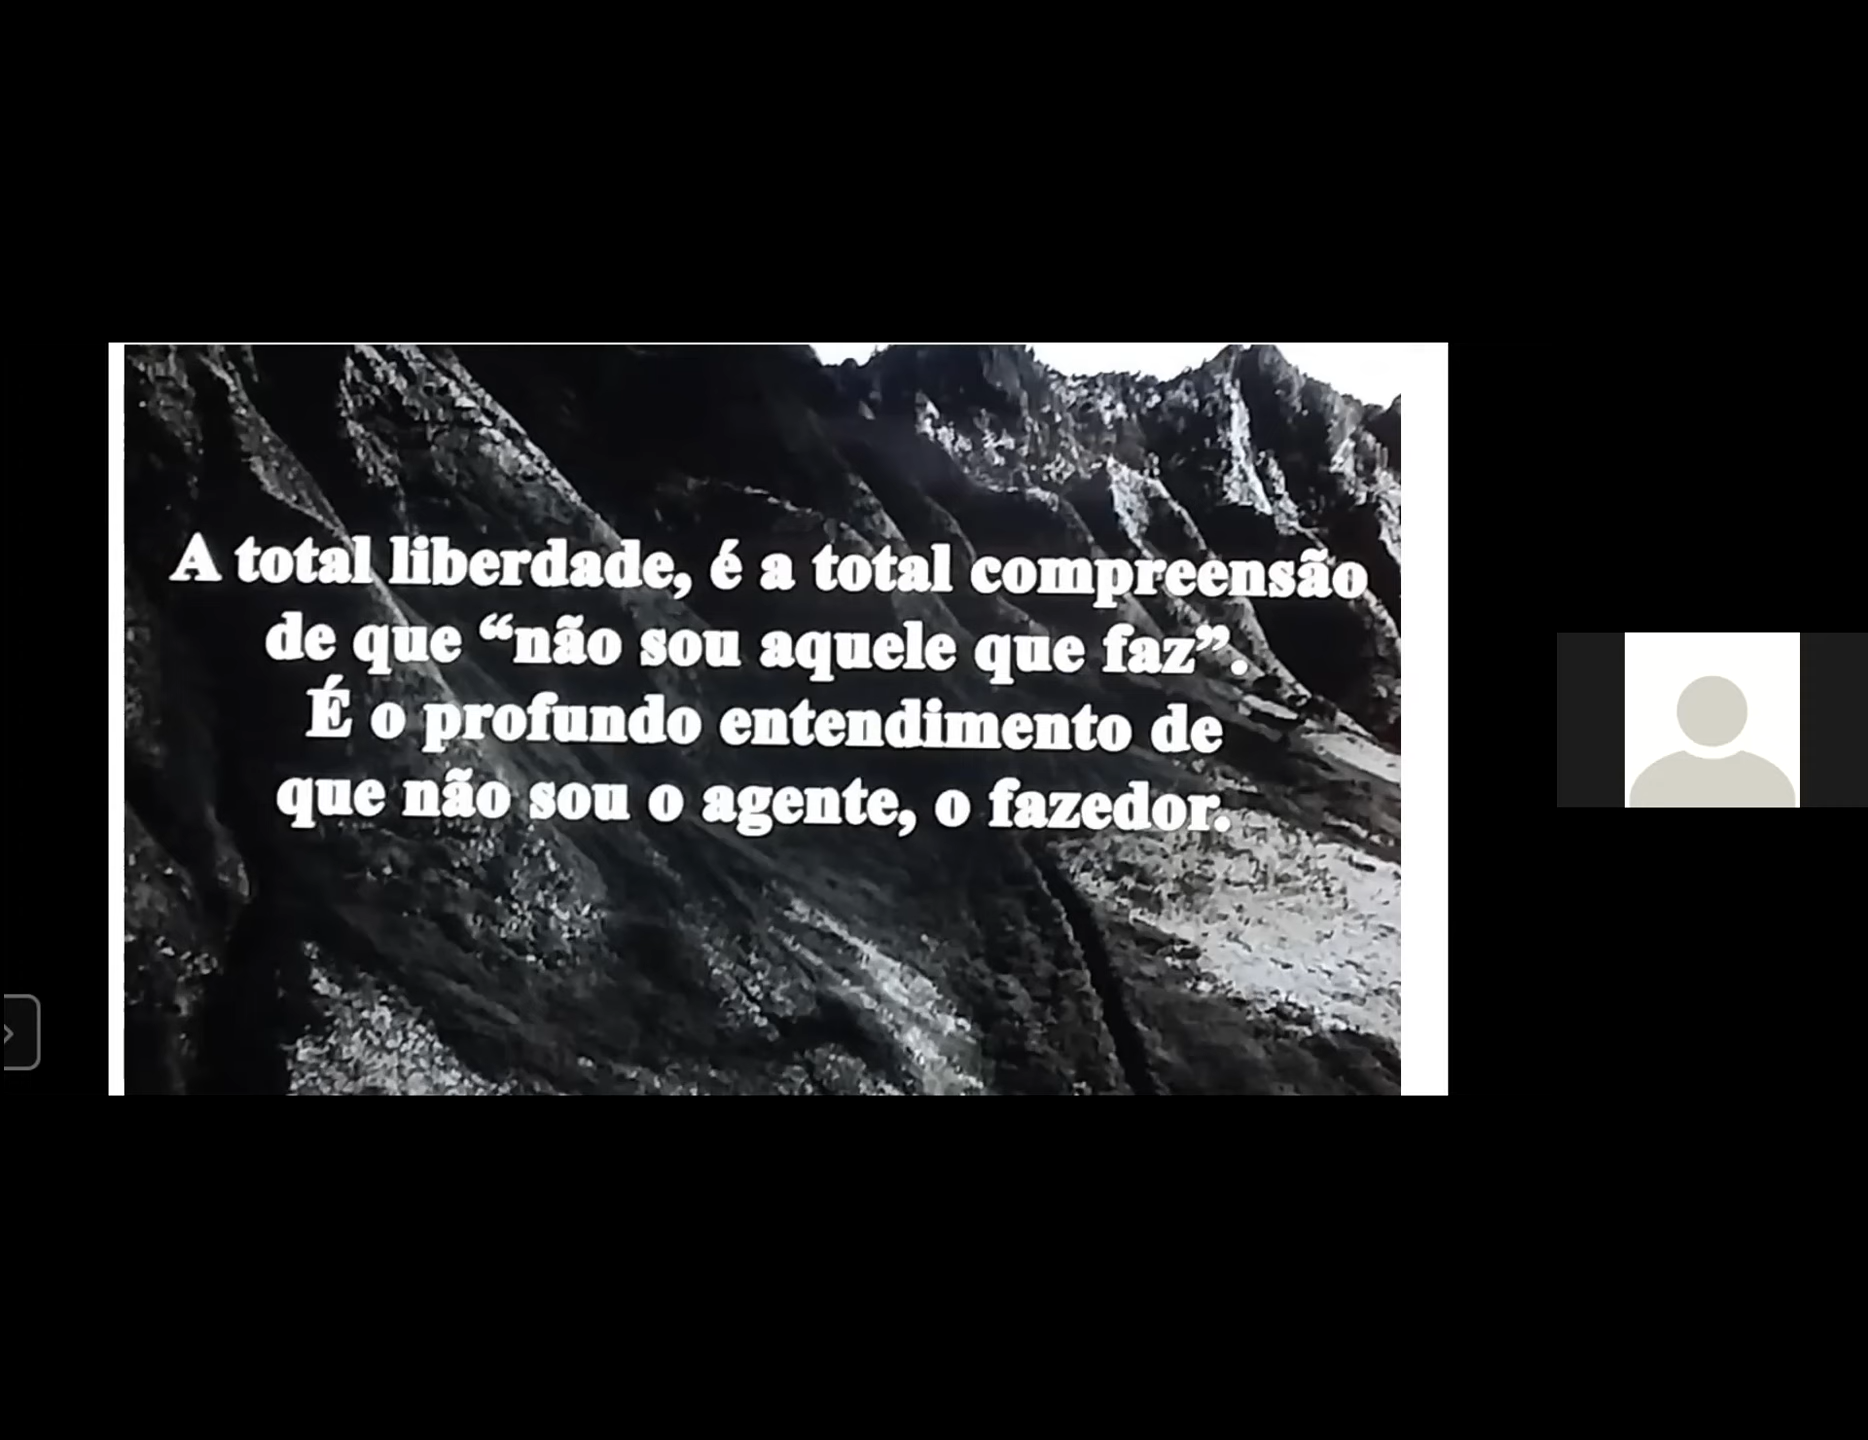 A total liberdade, é a total compreensão
de que “não sou aquele que faz”.
É o profundo entendimento de
que não sou o agente, o fazedor.